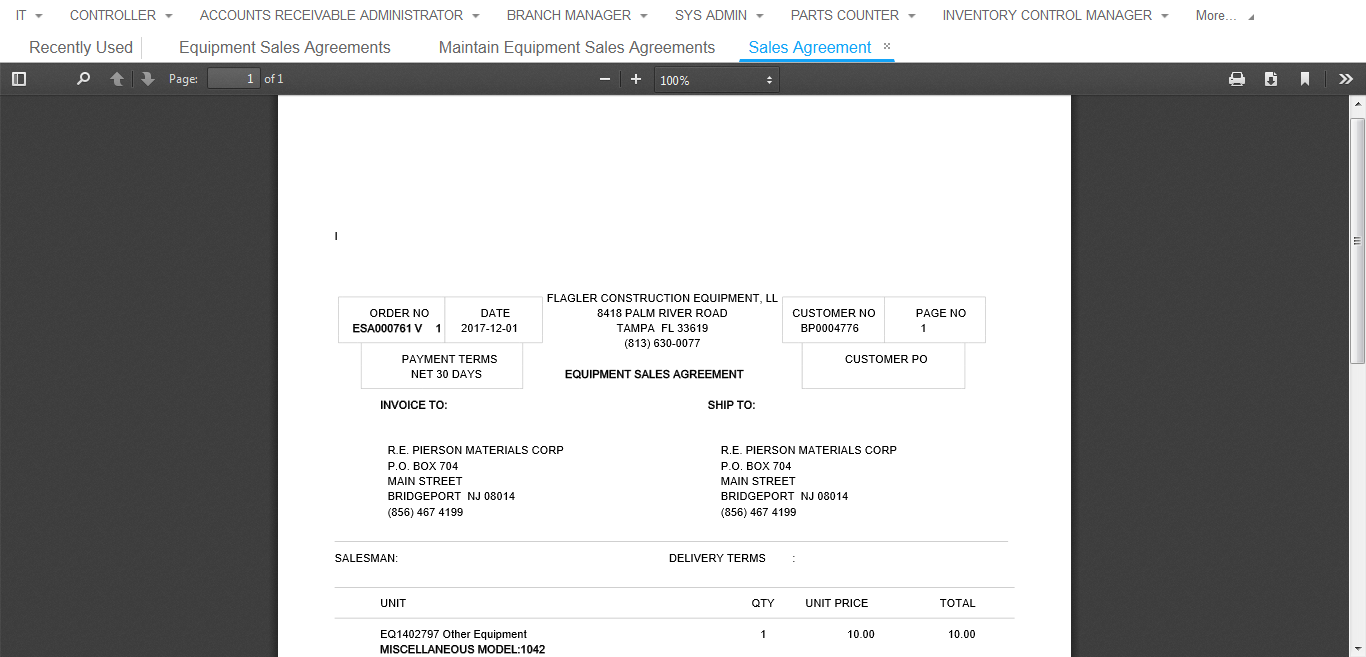 IT CONTROLLER ACCOUNTS RECEIVABLE ADMINISTRATOR BRANCH MANAGER SYS ADMIN PARTS COUNTER INVENTORY CONTROL MANAGER More...
Recently Used Equipment Sales Agreements Maintain Equipment Sales Agreements Sales Agreement ×
Page: 1 of 1 100%
I
FLAGLER CONSTRUCTION EQUIPMENT, LL
ORDER NO DATE 8418 PALM RIVER ROAD CUSTOMER NO PAGE NO
ESA000761 V 1 2017-12-01 TAMPA FL 33619 BP0004776 1
(813) 630-0077
PAYMENT TERMS CUSTOMER PO
NET 30 DAYS EQUIPMENT SALES AGREEMENT
INVOICE TO: SHIP TO:
R.E. PIERSON MATERIALS CORP R.E. PIERSON MATERIALS CORP
P.O. BOX 704 P.O. BOX 704
MAIN STREET MAIN STREET
BRIDGEPORT NJ 08014 BRIDGEPORT NJ 08014
(856) 467 4199 (856) 467 4199
SALESMAN: DELIVERY TERMS :
UNIT QTY UNIT PRICE TOTAL
EQ1402797 Other Equipment 1 10.00 10.00
MISCELLANEOUS MODEL:1042